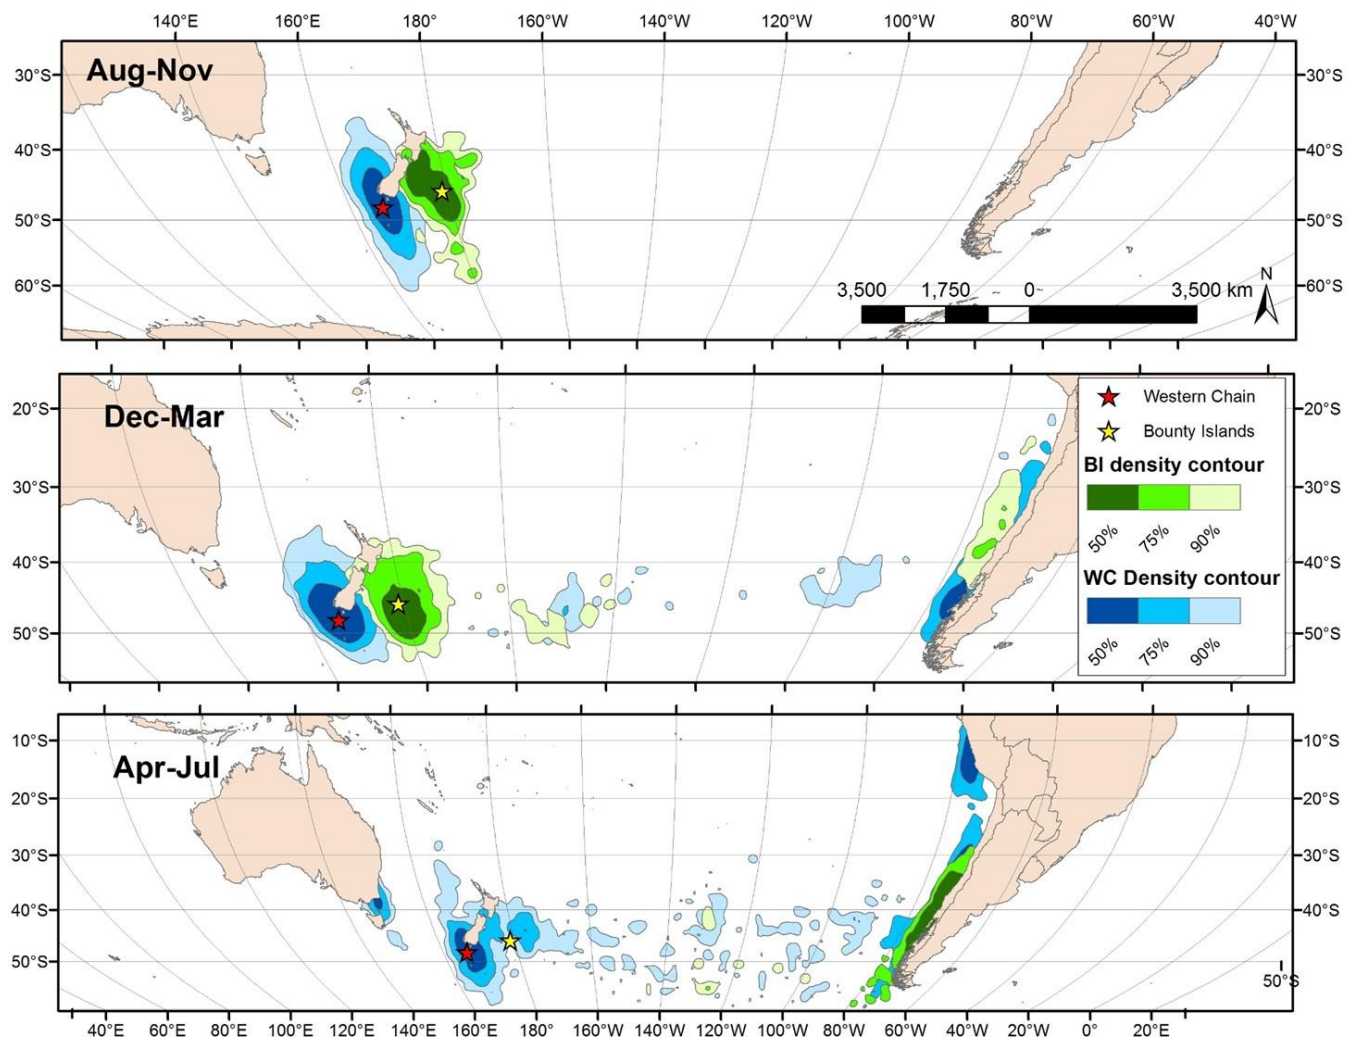 140°E 160°E 180° 160°W 140°W 120°W 100°W 80°W 60°W 40°W
Aug-Nov
30°S 30°S
40°S 40°S
50°S 50°S
60°S 60°S
3,500 1,750 0 3,500 km
N
Dec-Mar
20°S 20°S
30°S 30°S
40°S 40°S
50°S 50°S
Western Chain
Bounty Islands
BI density contour
50% 75% 90%
WC Density contour
50% 75% 90%
Apr-Jul
10°S 10°S
20°S 20°S
30°S 30°S
40°S 40°S
50°S 50°S
40°E 60°E 80°E 100°E 120°E 140°E 160°E 180° 160°W 140°W 120°W 100°W 80°W 60°W 40°W 20°W 0° 20°E